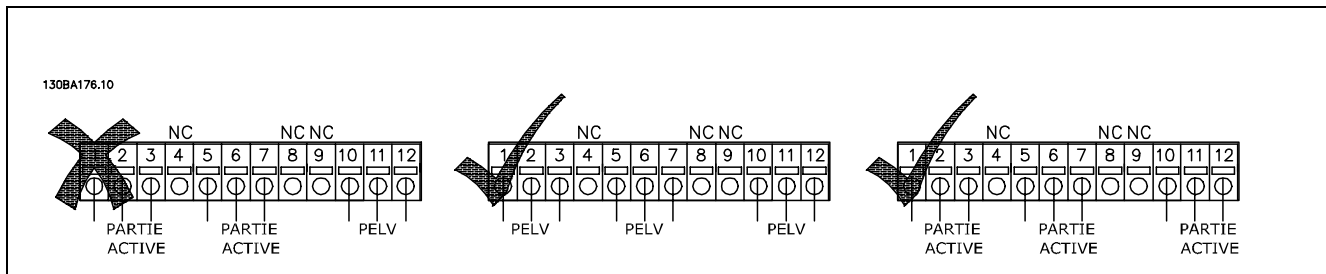 130BA176.10
NC NC NC
2 3 4 5 6 7 8 9 10 11 12
PARTIE ACTIVE PARTIE ACTIVE PELV
NC NC NC
1 2 3 4 5 6 7 8 9 10 11 12
PELV PELV PELV
NC NC NC
1 2 3 4 5 6 7 8 9 10 11 12
PARTIE ACTIVE PARTIE ACTIVE PARTIE ACTIVE